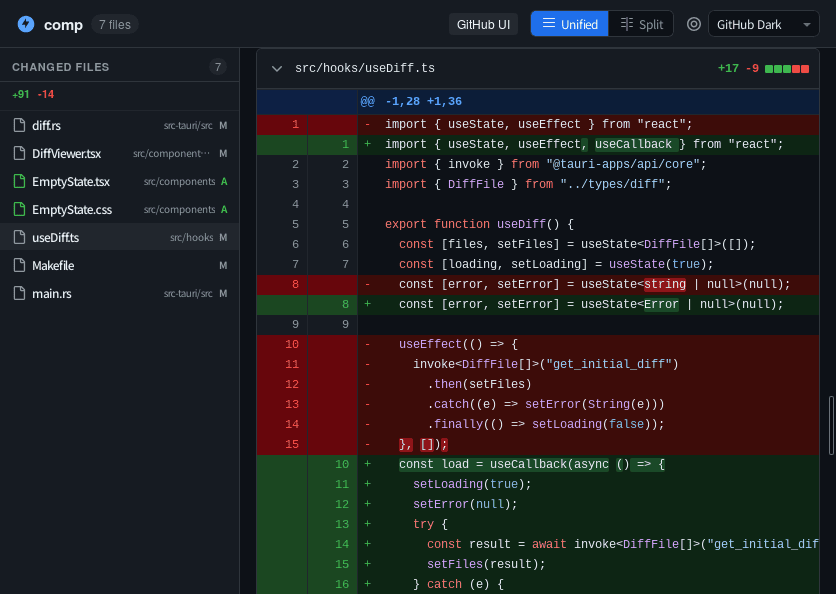 comp 7 files GitHub UI Unified Split GitHub Dark
CHANGED FILES 7
+91 -14
diff.rs src-tauri/src M
DiffViewer.tsx src/component··· M
EmptyState.tsx src/components A
EmptyState.css src/components A
useDiff.ts src/hooks M
Makefile M
main.rs src-tauri/src M
src/hooks/useDiff.ts +17 -9
@@ -1,28 +1,36
1 - import { useState, useEffect } from "react";
1 + import { useState, useEffect, useCallback } from "react";
2 2 import { invoke } from "@tauri-apps/api/core";
3 3 import { DiffFile } from "../types/diff";
4 4
5 5 export function useDiff() {
6 6 const [files, setFiles] = useState<DiffFile[]>([]);
7 7 const [loading, setLoading] = useState(true);
8 - const [error, setError] = useState<string | null>(null);
8 + const [error, setError] = useState<Error | null>(null);
9 9
10 - useEffect(() => {
11 - invoke<DiffFile[]>("get_initial_diff")
12 - .then(setFiles)
13 - .catch((e) => setError(String(e)))
14 - .finally(() => setLoading(false));
15 - }, []);
10 + const load = useCallback(async () => {
11 + setLoading(true);
12 + setError(null);
13 + try {
14 + const result = await invoke<DiffFile[]>("get_initial_dif
15 + setFiles(result);
16 + } catch (e) {